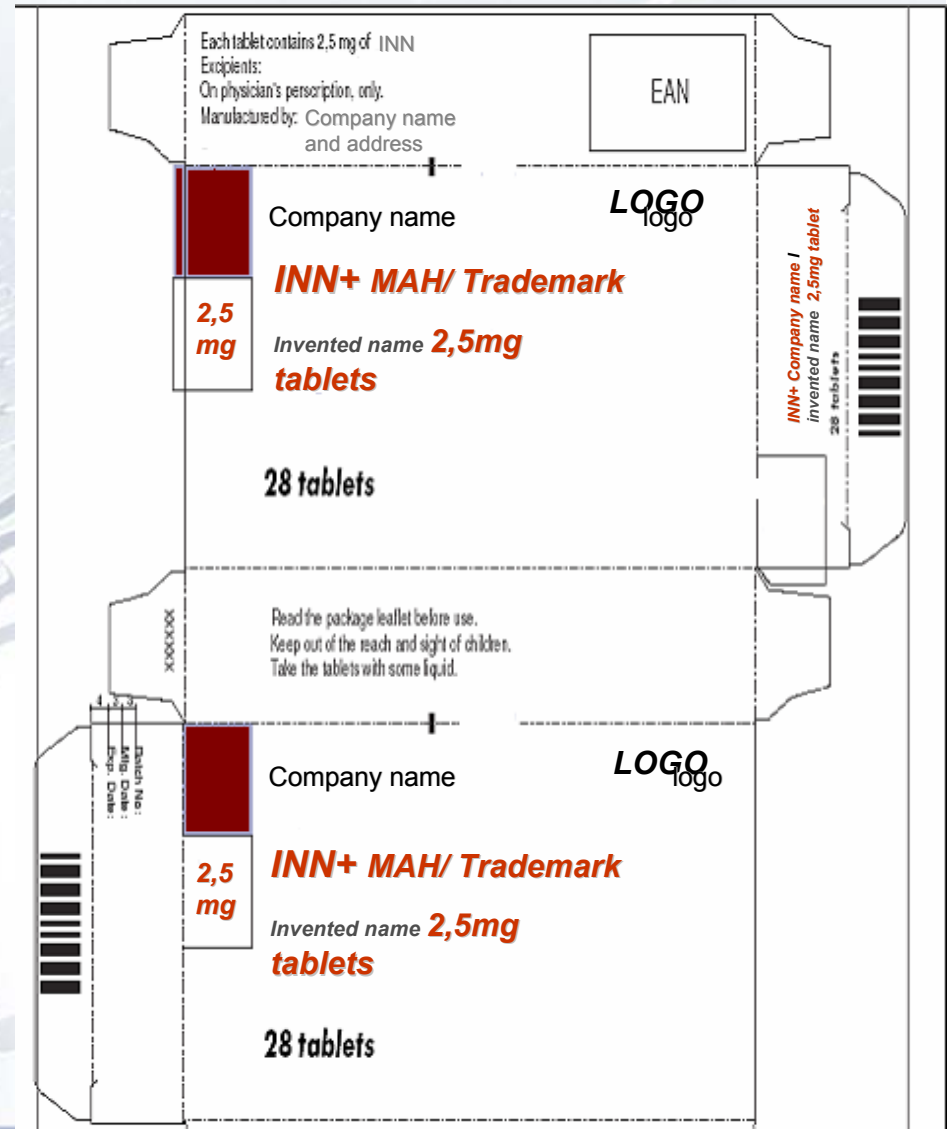 Each tablet contains 2,5 mg of INN
Excipients:
On physician's perscription, only.
Manufactured by: Company name
and address
EAN
Company name
LOGO
logo
INN+ MAH/ Trademark
2,5
mg
Invented name 2,5mg
tablets
28 tablets
INN+ Company name I
invented name 2,5mg tablet
28 tablets
xxxxxx
Read the package leaflet before use.
Keep out of the reach and sight of children.
Take the tablets with some liquid.
4 3 3
Batch No:
Mfg. Date:
Exp. Date:
Company name
LOGO
logo
INN+ MAH/ Trademark
2,5
mg
Invented name 2,5mg
tablets
28 tablets